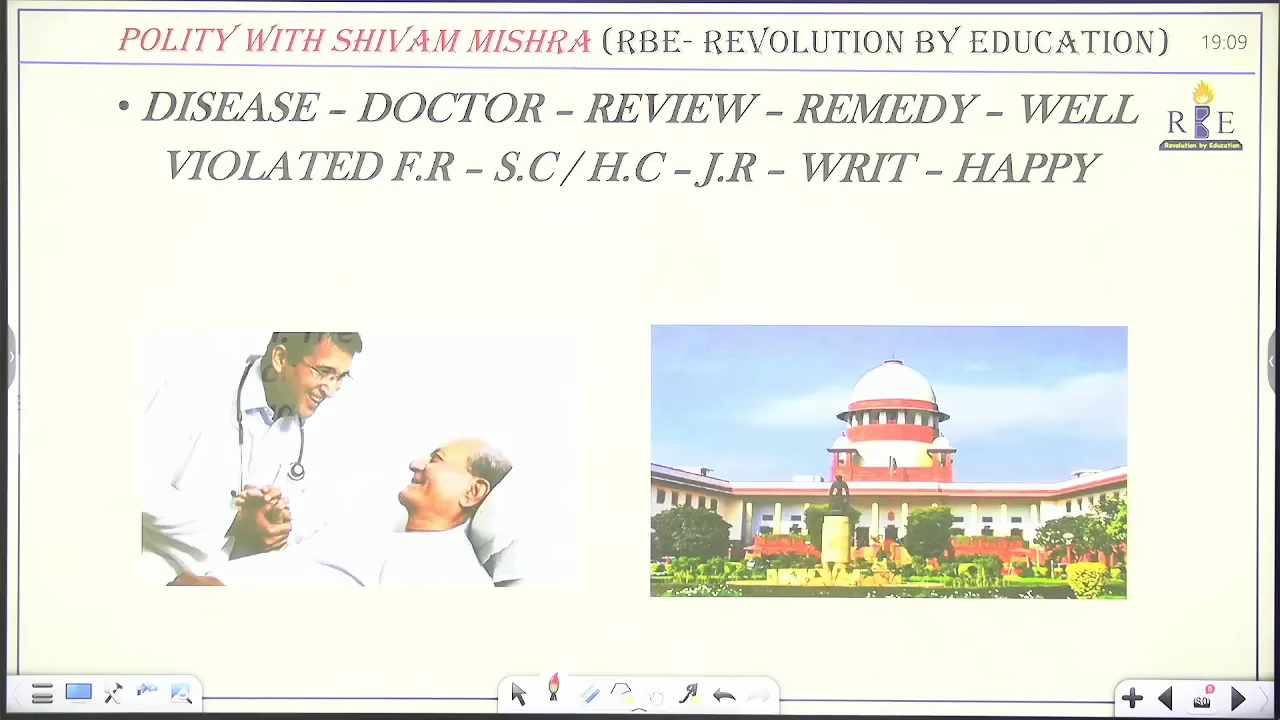 POLITY WITH SHIVAM MISHRA (RBE- REVOLUTION BY EDUCATION)
19:09
• DISEASE – DOCTOR – REVIEW – REMEDY – WELL
VIOLATED F.R – S.C / H.C – J.R – WRIT – HAPPY
RBE
Revolution by Education